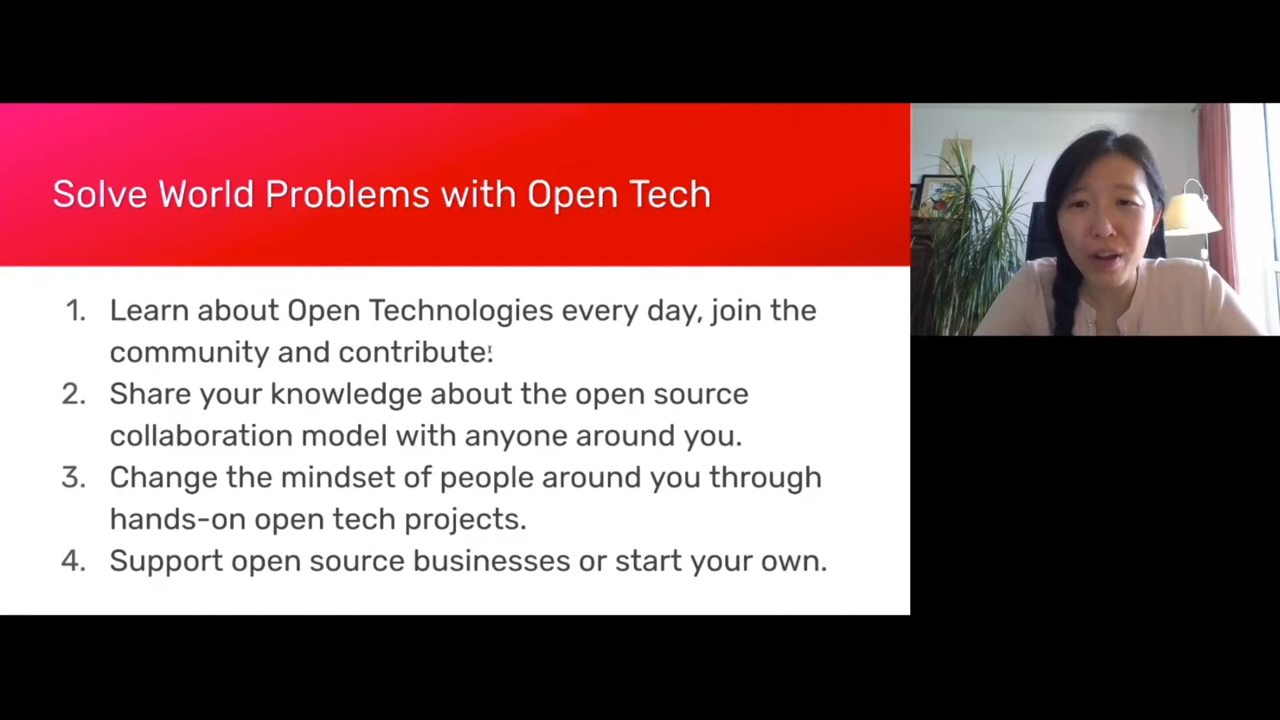 Solve World Problems with Open Tech
1. Learn about Open Technologies every day, join the
community and contribute.
2. Share your knowledge about the open source
collaboration model with anyone around you.
3. Change the mindset of people around you through
hands-on open tech projects.
4. Support open source businesses or start your own.